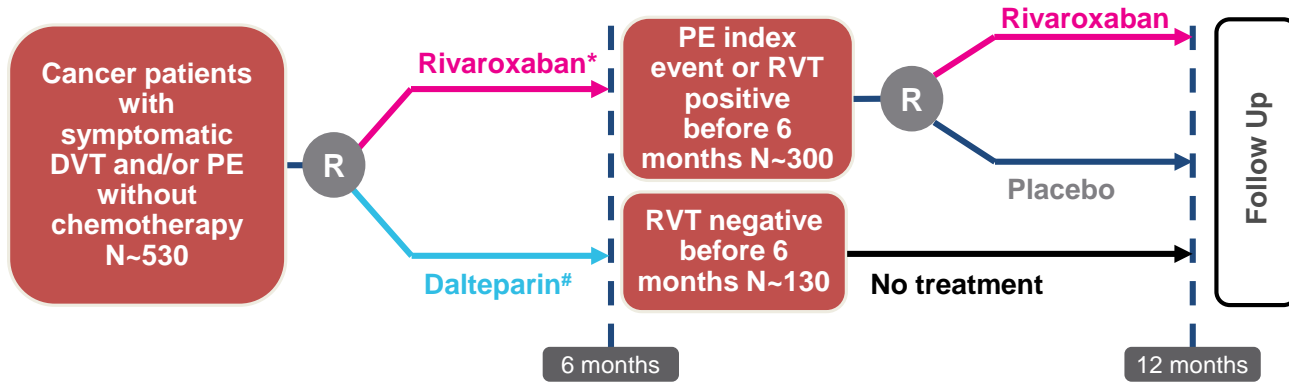 Cancer patients
with
symptomatic
DVT and/or PE
without
chemotherapy
N~530
R
Rivaroxaban*
Dalteparin#
6 months
PE index
event or RVT
positive
before 6
months N~300
RVT negative
before 6
months N~130
R
Rivaroxaban
Placebo
No treatment
12 months
Follow Up